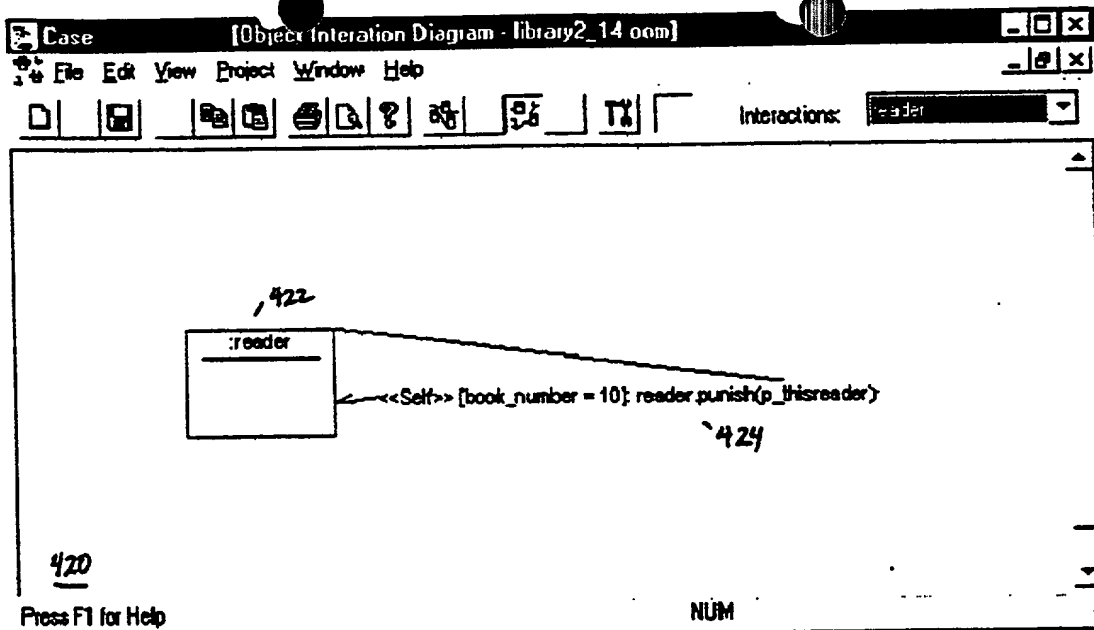 Case [Object Interation Diagram - library2_14 oom]
File Edit View Project Window Help
Interactions: reader
422
:reader
<<Self>> [book_number = 10]: reader.punish(p_thisreader)
424
420
Press F1 for Help NUM